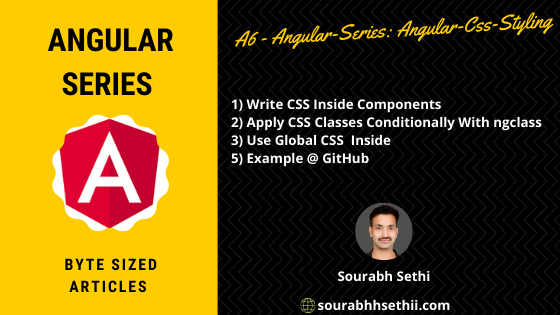 ANGULAR
SERIES
A
BYTE SIZED
ARTICLES
A6 - Angular-Series: Angular-Css-Styling
1) Write CSS Inside Components
2) Apply CSS Classes Conditionally With ngclass
3) Use Global CSS Inside
5) Example @ GitHub
Sourabh Sethi
sourabhhsethii.com